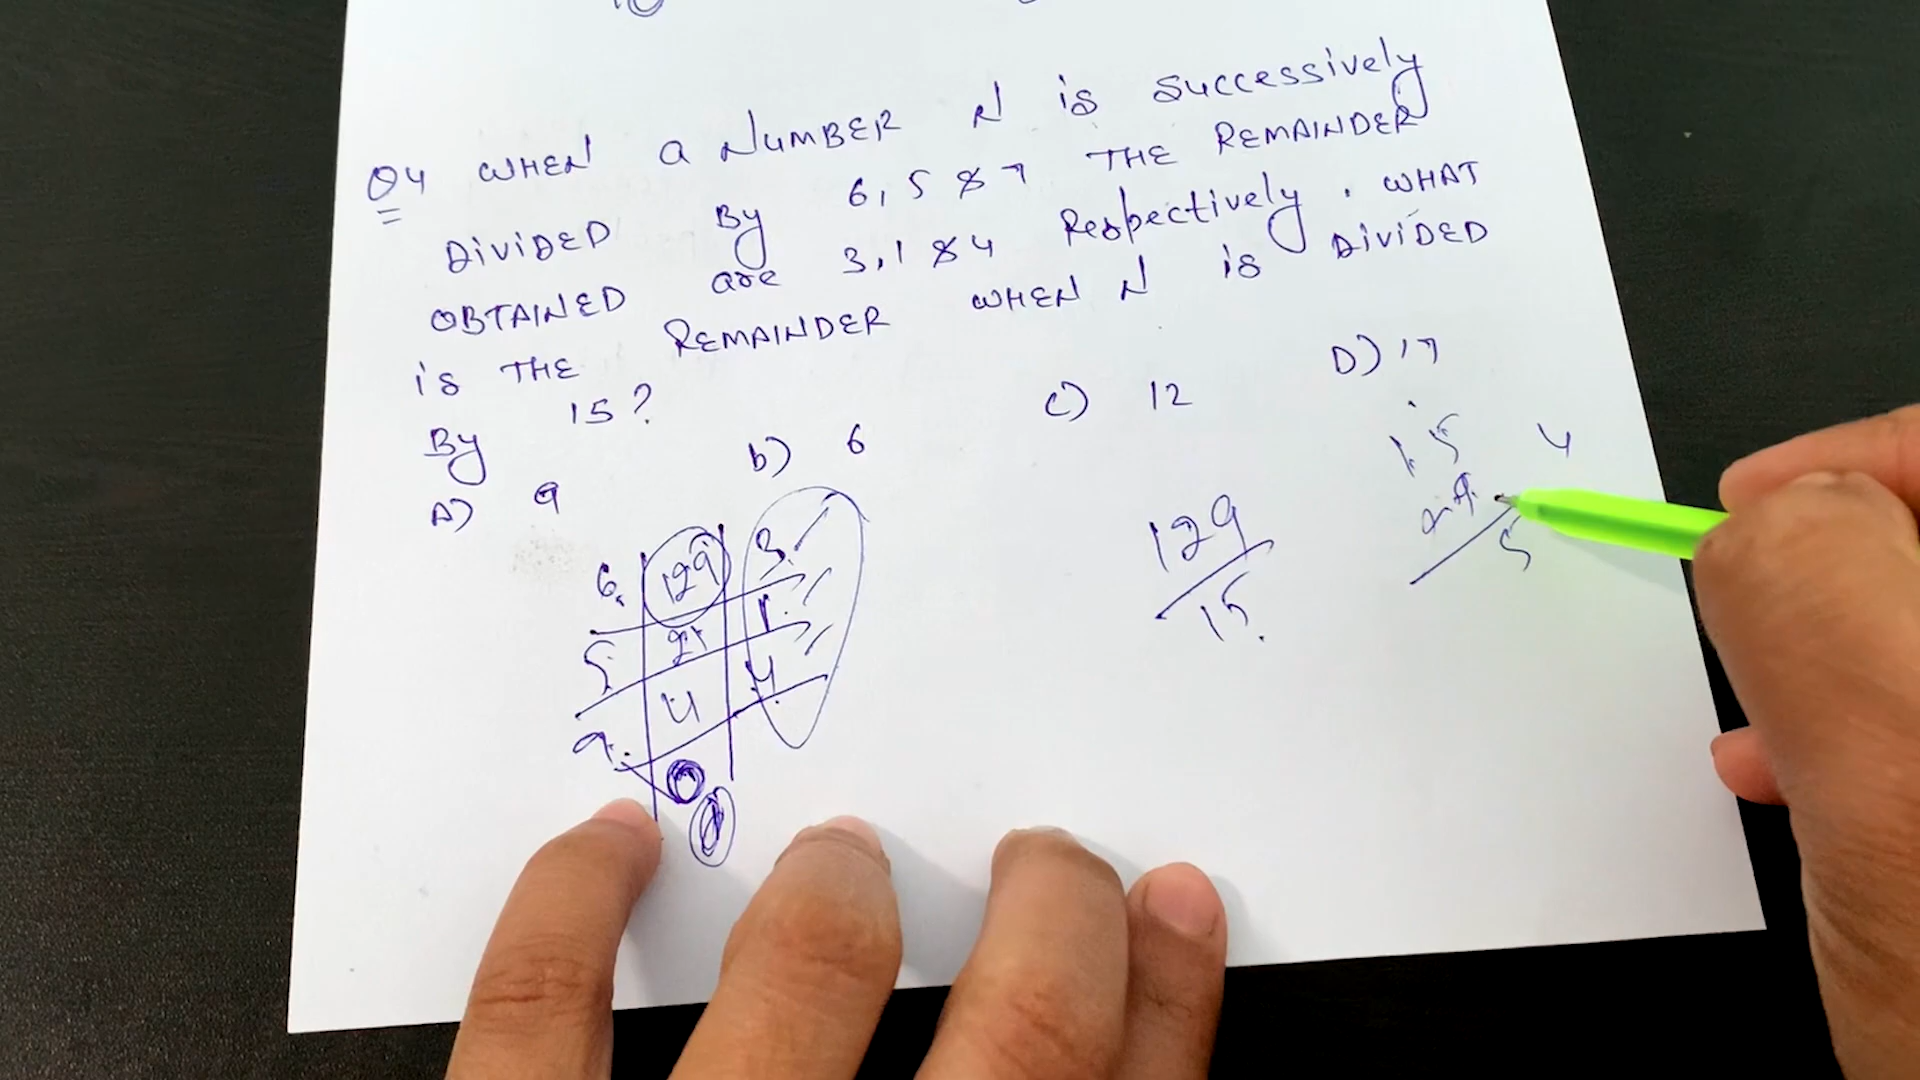 Q4 WHEN a NUMBER N is successively
DiViDED By 6, 5 & 7 THE REMAINDER
OBTAINED are 3, 1 & 4 Respectively. WHAT
is THE REMAINDER WHEN N is DiViDED
By 15?
A) 9 b) 6 c) 12 D) 17
6 129 3
5 21 1
7 4 4
0
129
15
15 4
5